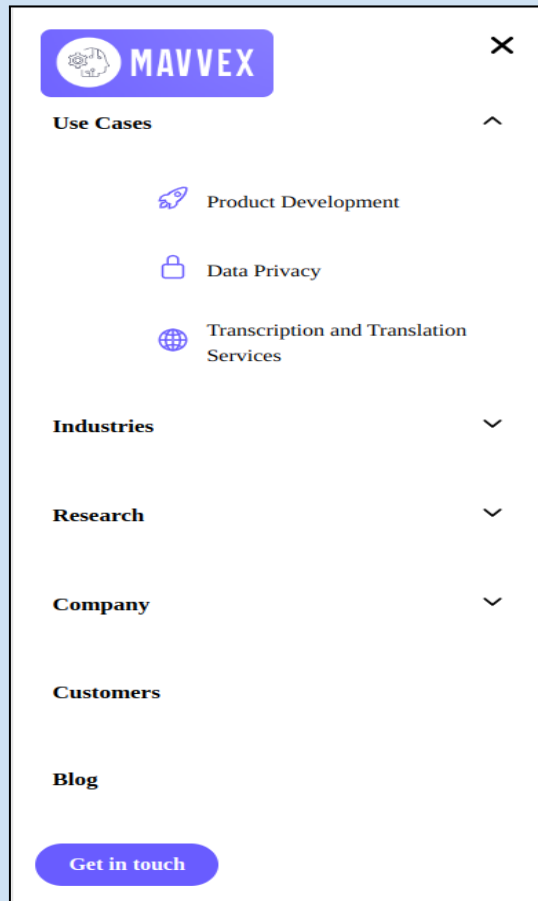 MAVVEX
Use Cases
Product Development
Data Privacy
Transcription and Translation
Services
Industries
Research
Company
Customers
Blog
Get in touch